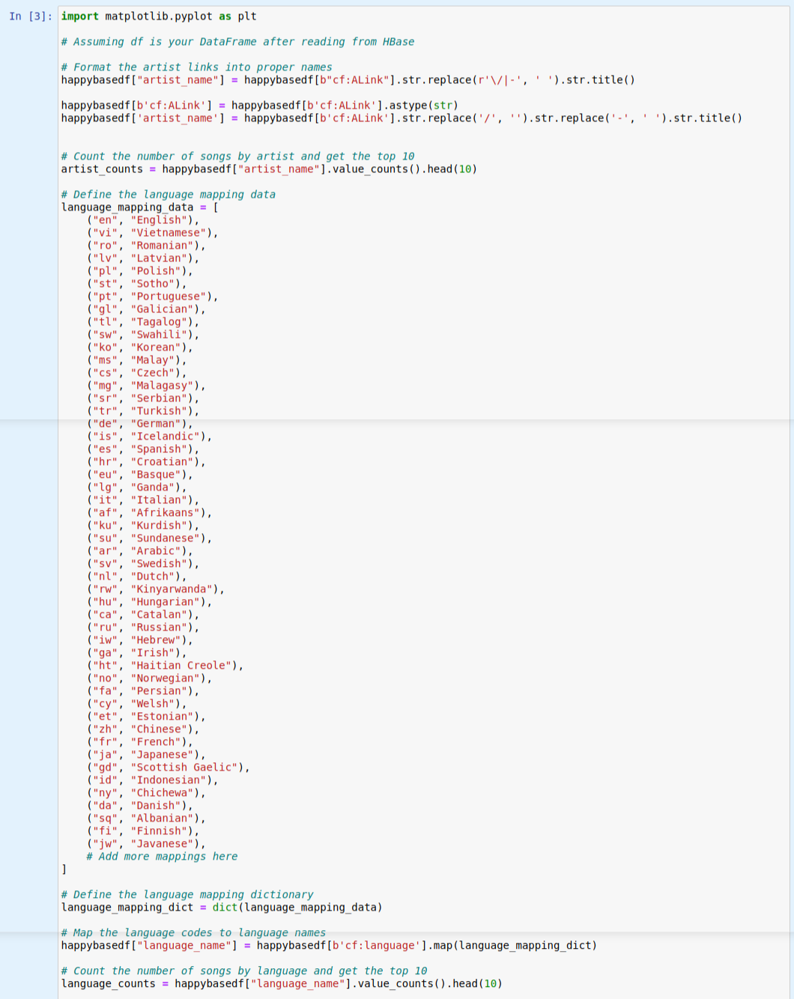 In [3]: import matplotlib.pyplot as plt
# Assuming df is your DataFrame after reading from HBase
# Format the artist links into proper names
happybasedf["artist_name"] = happybasedf[b"cf:ALink"].str.replace(r'\/|-', ' ').str.title()
happybasedf[b'cf:ALink'] = happybasedf[b'cf:ALink'].astype(str)
happybasedf['artist_name'] = happybasedf[b'cf:ALink'].str.replace('/', '').str.replace('-', ' ').str.title()
# Count the number of songs by artist and get the top 10
artist_counts = happybasedf["artist_name"].value_counts().head(10)
# Define the language mapping data
language_mapping_data = [
    ("en", "English"),
    ("vi", "Vietnamese"),
    ("ro", "Romanian"),
    ("lv", "Latvian"),
    ("pl", "Polish"),
    ("st", "Sotho"),
    ("pt", "Portuguese"),
    ("gl", "Galician"),
    ("tl", "Tagalog"),
    ("sw", "Swahili"),
    ("ko", "Korean"),
    ("ms", "Malay"),
    ("cs", "Czech"),
    ("mg", "Malagasy"),
    ("sr", "Serbian"),
    ("tr", "Turkish"),
    ("de", "German"),
    ("is", "Icelandic"),
    ("es", "Spanish"),
    ("hr", "Croatian"),
    ("eu", "Basque"),
    ("lg", "Ganda"),
    ("it", "Italian"),
    ("af", "Afrikaans"),
    ("ku", "Kurdish"),
    ("su", "Sundanese"),
    ("ar", "Arabic"),
    ("sv", "Swedish"),
    ("nl", "Dutch"),
    ("rw", "Kinyarwanda"),
    ("hu", "Hungarian"),
    ("ca", "Catalan"),
    ("ru", "Russian"),
    ("iw", "Hebrew"),
    ("ga", "Irish"),
    ("ht", "Haitian Creole"),
    ("no", "Norwegian"),
    ("fa", "Persian"),
    ("cy", "Welsh"),
    ("et", "Estonian"),
    ("zh", "Chinese"),
    ("fr", "French"),
    ("ja", "Japanese"),
    ("gd", "Scottish Gaelic"),
    ("id", "Indonesian"),
    ("ny", "Chichewa"),
    ("da", "Danish"),
    ("sq", "Albanian"),
    ("fi", "Finnish"),
    ("jw", "Javanese"),
    # Add more mappings here
]
# Define the language mapping dictionary
language_mapping_dict = dict(language_mapping_data)
# Map the language codes to language names
happybasedf["language_name"] = happybasedf[b'cf:language'].map(language_mapping_dict)
# Count the number of songs by language and get the top 10
language_counts = happybasedf["language_name"].value_counts().head(10)